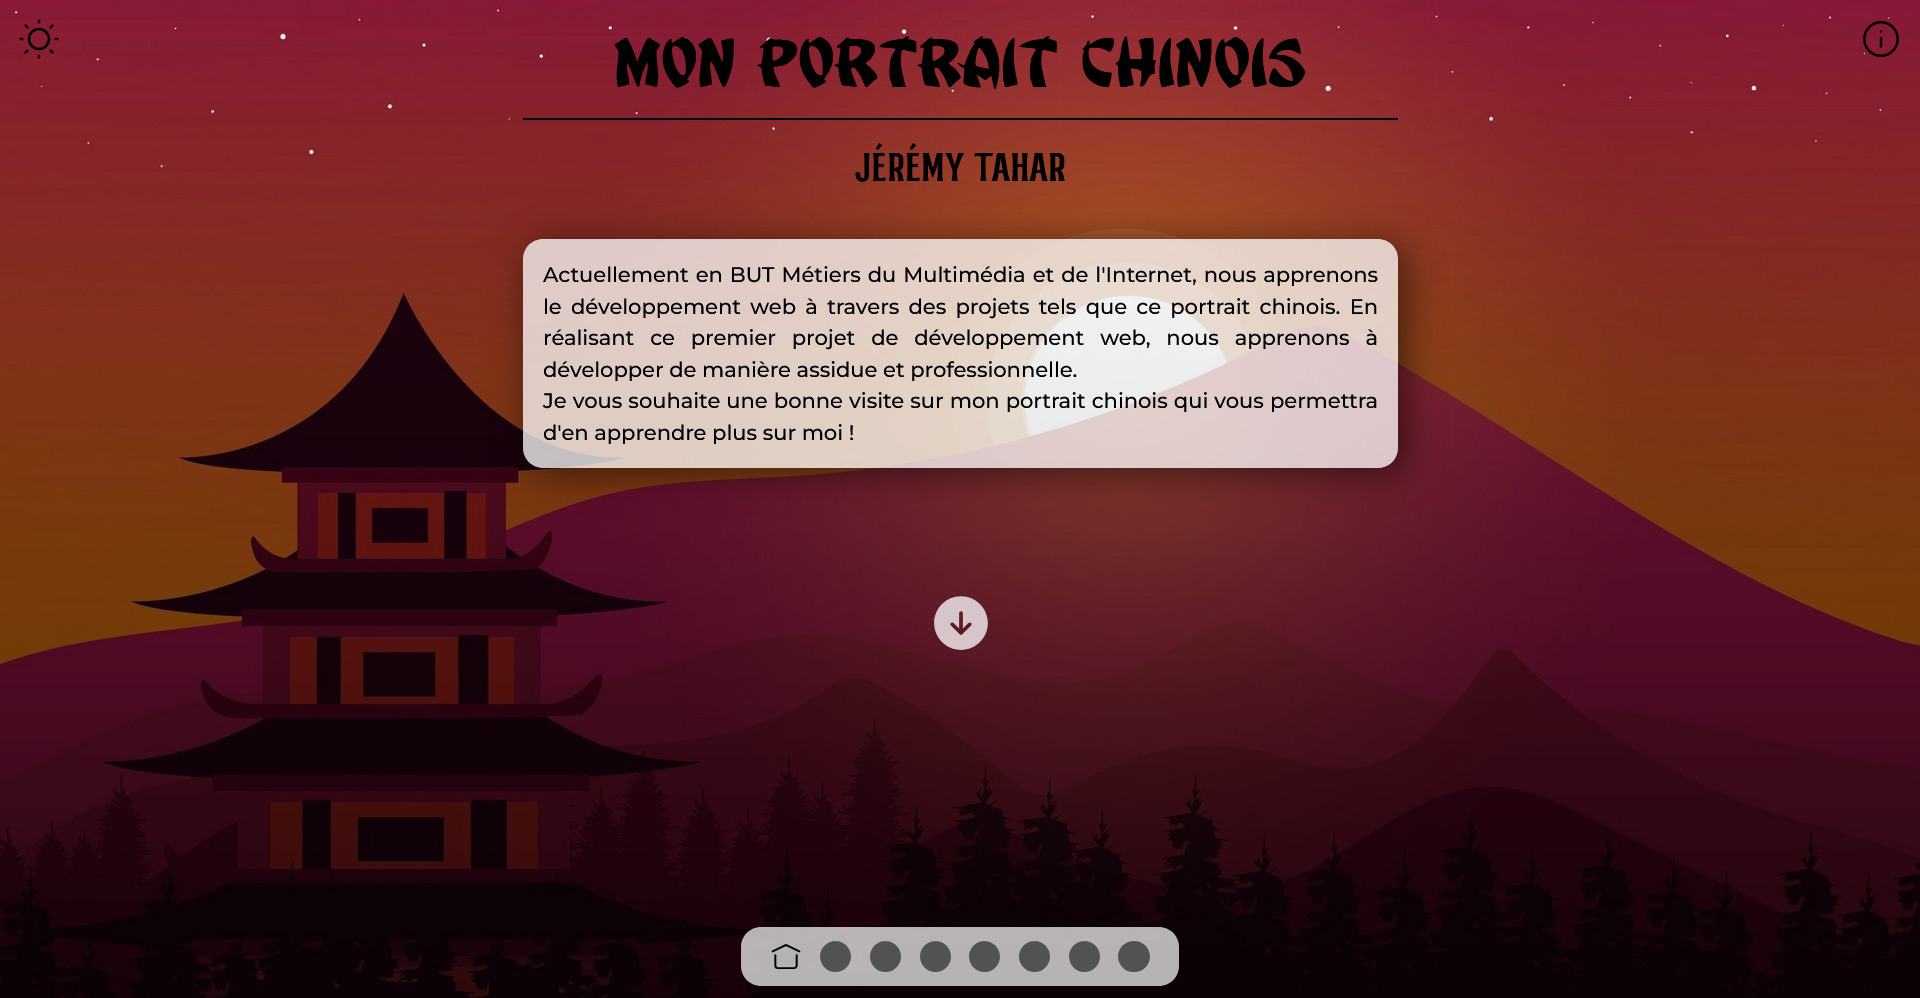 MON PORTRAIT CHINOIS
JÉRÉMY TAHAR
Actuellement en BUT Métiers du Multimédia et de l'Internet, nous apprenons
le développement web à travers des projets tels que ce portrait chinois. En
réalisant ce premier projet de développement web, nous apprenons à
développer de manière assidue et professionnelle.
Je vous souhaite une bonne visite sur mon portrait chinois qui vous permettra
d'en apprendre plus sur moi !